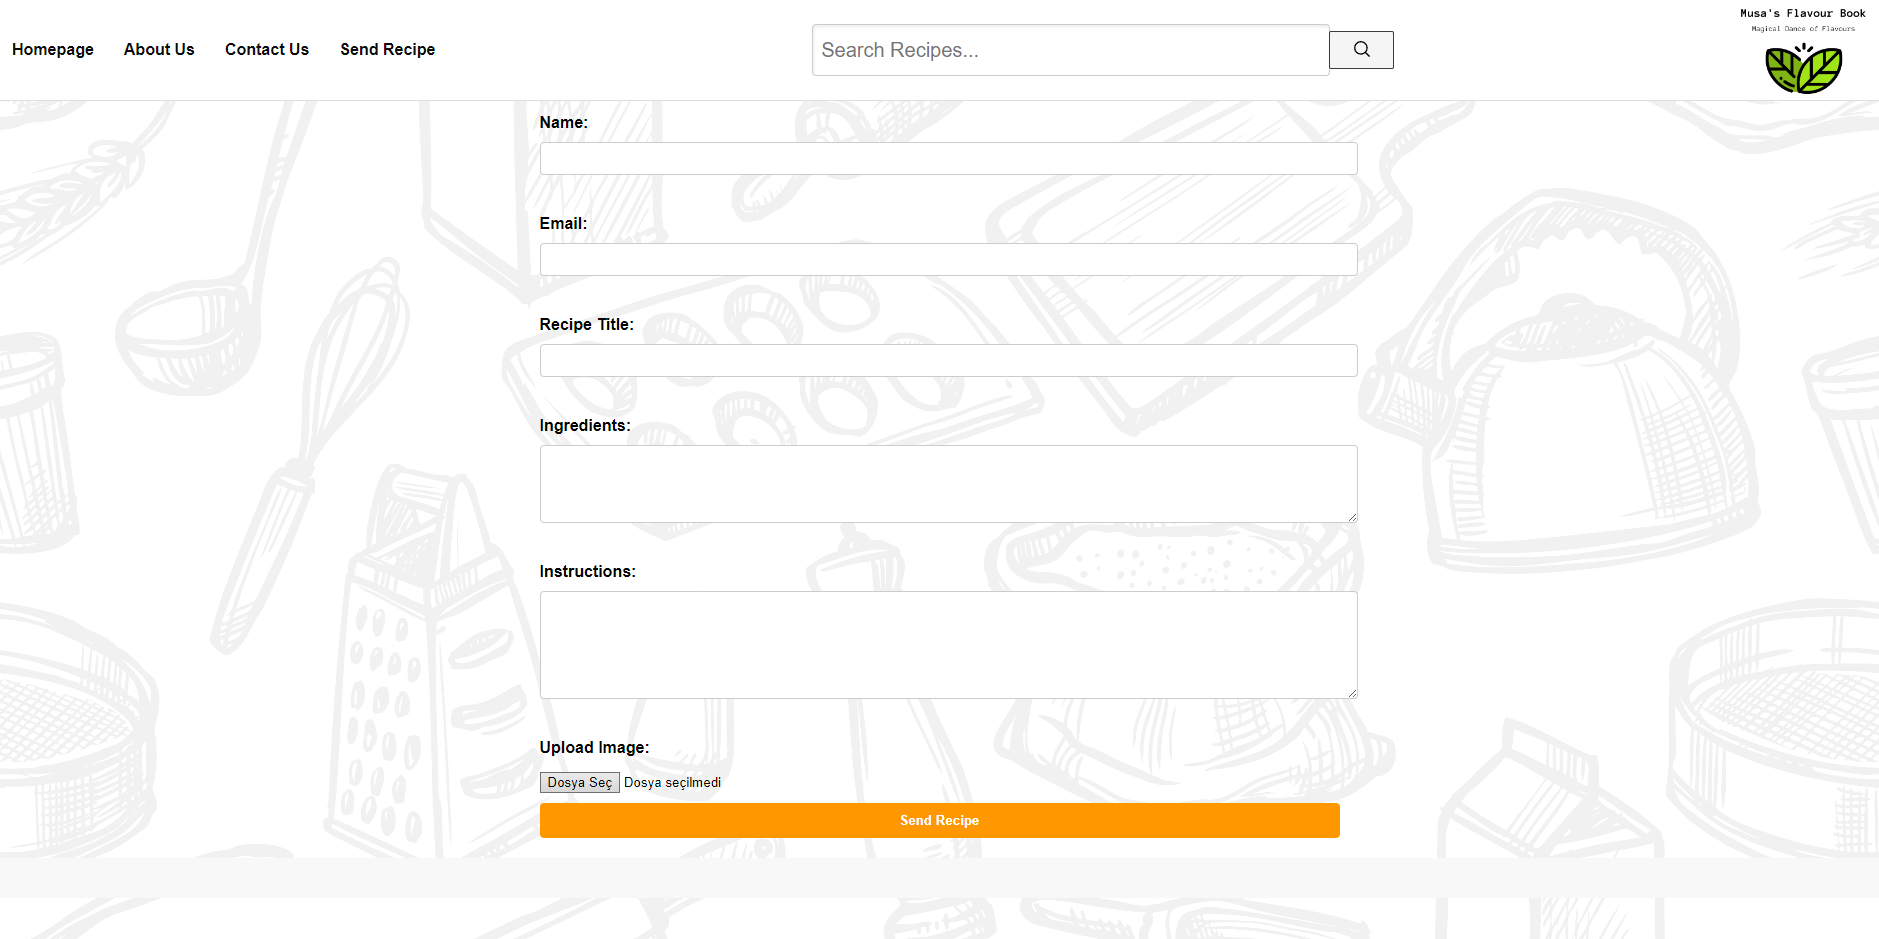 Homepage About Us Contact Us Send Recipe
Search Recipes...
Musa's Flavour Book
Magical Dance of Flavours
Name:
Email:
Recipe Title:
Ingredients:
Instructions:
Upload Image:
Dosya Seç Dosya seçilmedi
Send Recipe